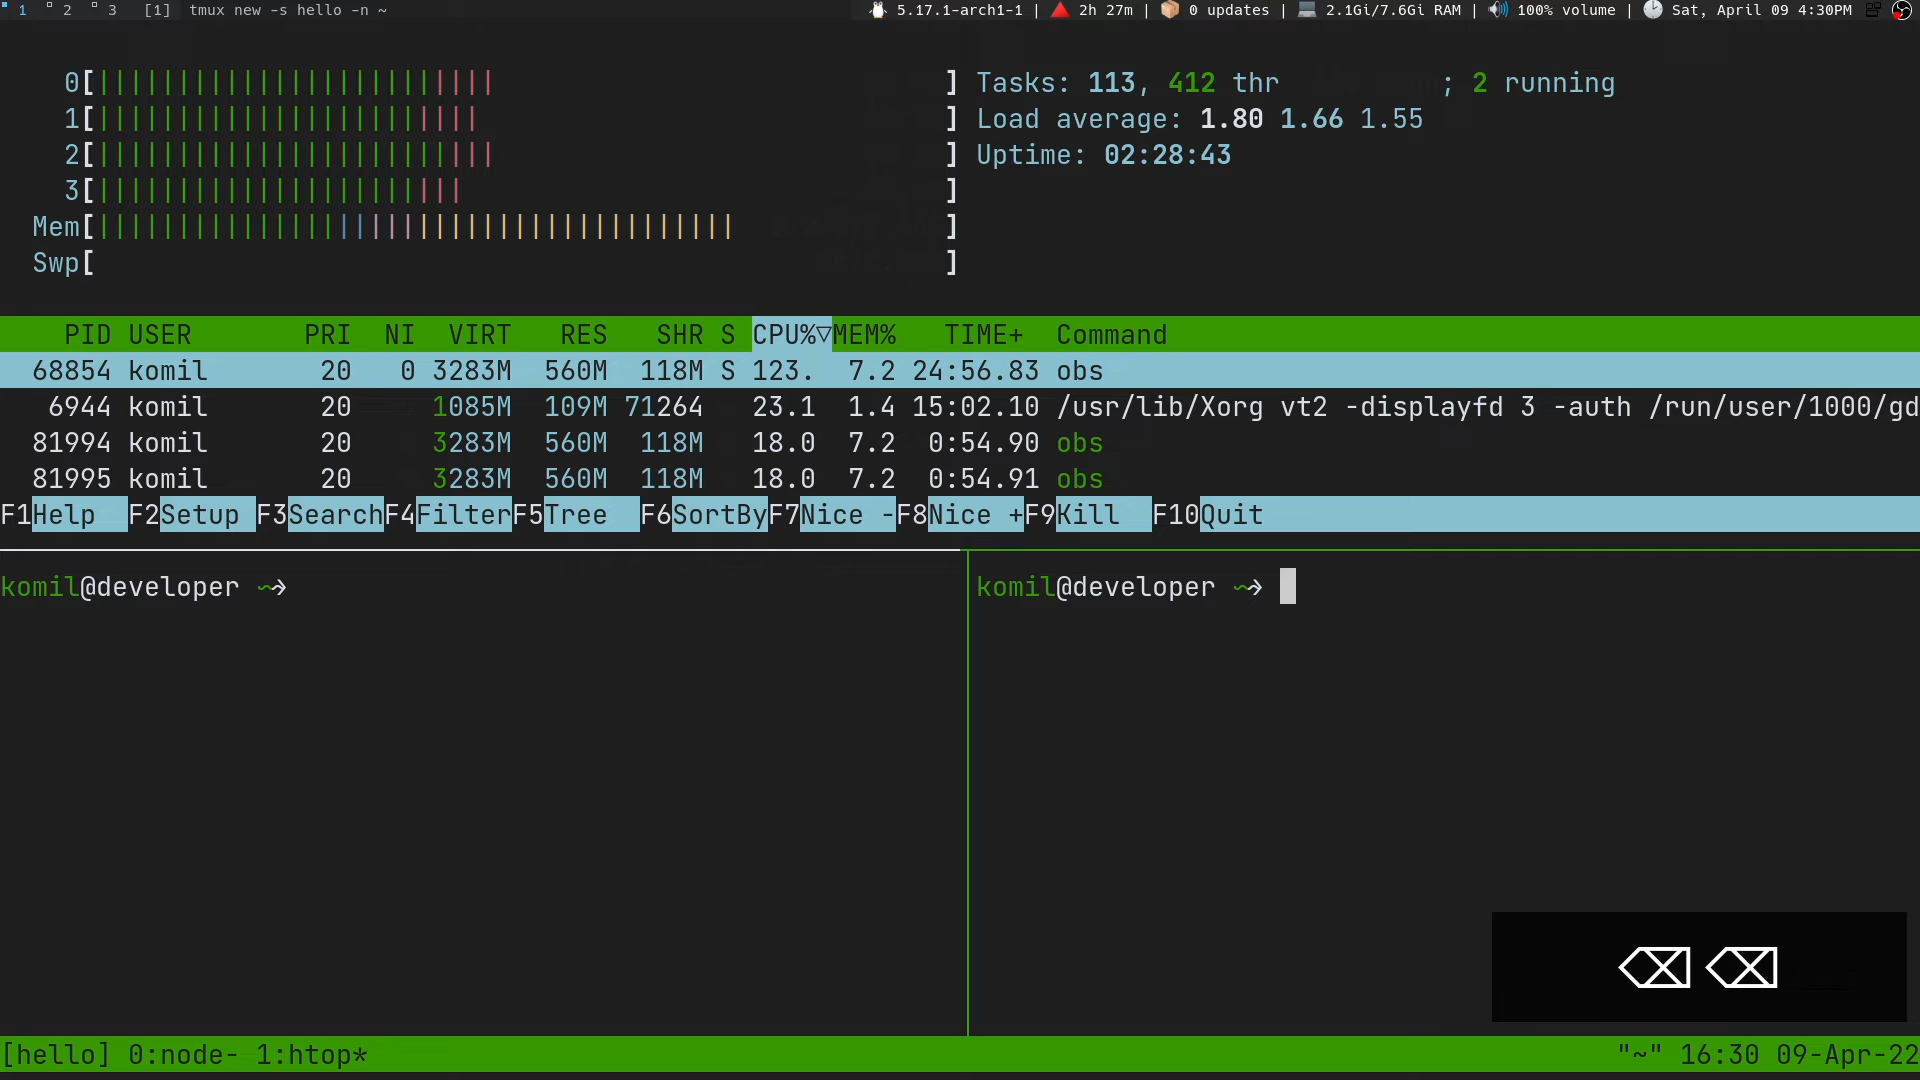 1 2 3 [1] tmux new -s hello -n ~ 5.17.1-arch1-1 | 2h 27m | 0 updates | 2.1Gi/7.6Gi RAM | 100% volume | Sat, April 09 4:30PM
0[||||||||||||||||||||||||| ] Tasks: 113, 412 thr ; 2 running
1[|||||||||||||||||||||||| ] Load average: 1.80 1.66 1.55
2[||||||||||||||||||||||||| ] Uptime: 02:28:43
3[||||||||||||||||||||||| ]
Mem[|||||||||||||||||||||||||||||||||||||||| ]
Swp[ ]
PID USER PRI NI VIRT RES SHR S CPU%▽MEM% TIME+ Command
68854 komil 20 0 3283M 560M 118M S 123. 7.2 24:56.83 obs
6944 komil 20 1085M 109M 71264 23.1 1.4 15:02.10 /usr/lib/Xorg vt2 -displayfd 3 -auth /run/user/1000/gd
81994 komil 20 3283M 560M 118M 18.0 7.2 0:54.90 obs
81995 komil 20 3283M 560M 118M 18.0 7.2 0:54.91 obs
F1Help F2Setup F3SearchF4FilterF5Tree F6SortByF7Nice -F8Nice +F9Kill F10Quit
komil@developer ~>
komil@developer ~>
⌫⌫
[hello] 0:node- 1:htop* "~" 16:30 09-Apr-22